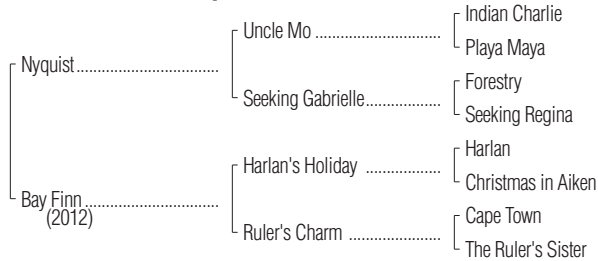 Indian Charlie
Uncle Mo ..............................
Playa Maya
Nyquist..................................
Forestry
Seeking Gabrielle..................
Seeking Regina
Harlan
Harlan's Holiday ..................
Christmas in Aiken
Bay Finn................................
(2012)
Cape Town
Ruler's Charm ......................
The Ruler's Sister